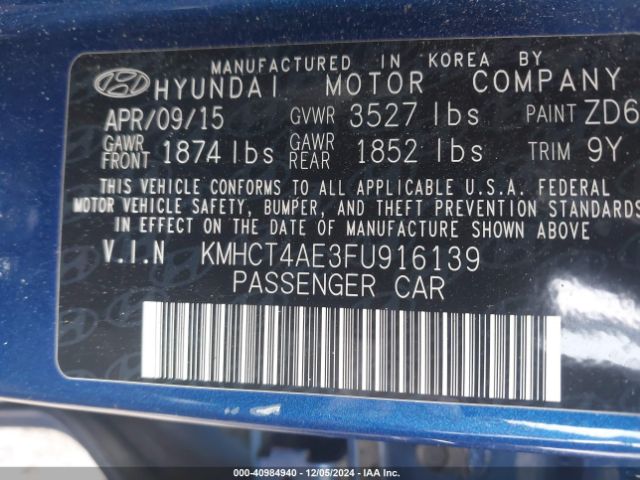 MANUFACTURED IN KOREA BY
HYUNDAI MOTOR COMPANY
APR/09/15 GVWR 3527 lbs PAINT ZD6
GAWR FRONT 1874 lbs GAWR REAR 1852 lbs TRIM 9Y
THIS VEHICLE CONFORMS TO ALL APPLICABLE U.S.A. FEDERAL
MOTOR VEHICLE SAFETY, BUMPER, AND THEFT PREVENTION STANDARDS
IN EFFECT ON THE DATE OF MANUFACTURE SHOWN ABOVE
V.I.N KMHCT4AE3FU916139
PASSENGER CAR
000-40984940 • 12/05/2024 • IAA Inc.